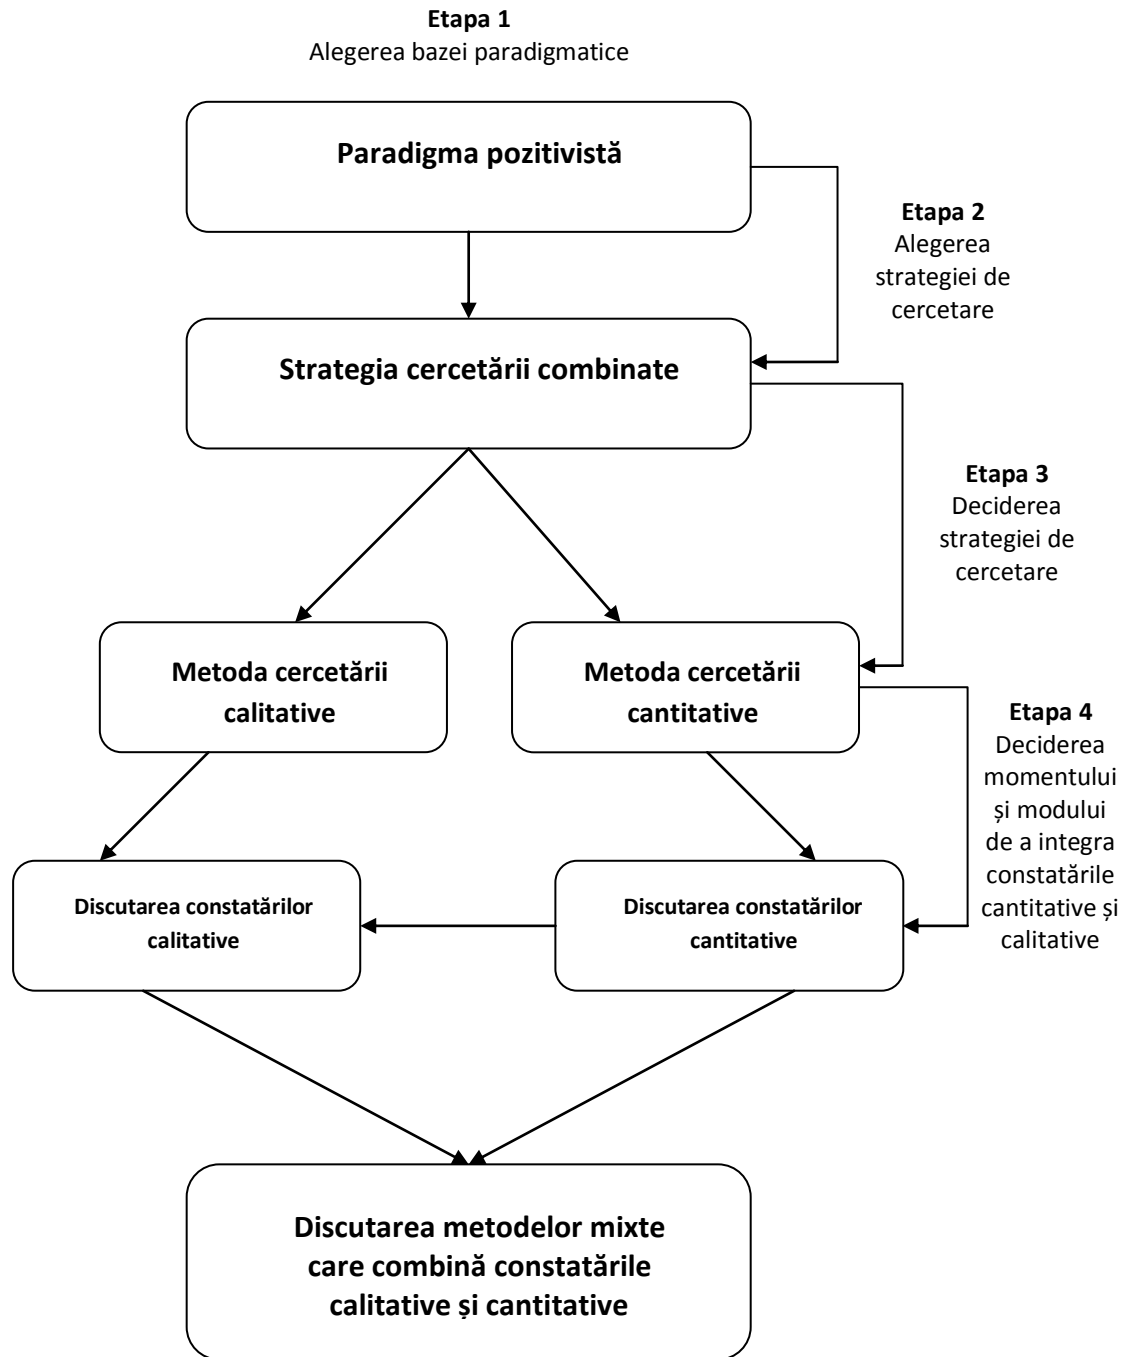 Etapa 1
Alegerea bazei paradigmatice
Paradigma pozitivistă
Etapa 2
Alegerea
strategiei de
cercetare
Strategia cercetării combinate
Etapa 3
Deciderea
strategiei de
cercetare
Metoda cercetării
calitative
Metoda cercetării
cantitative
Etapa 4
Deciderea
momentului
și modului
de a integra
constatările
cantitative și
calitative
Discutarea constatărilor
calitative
Discutarea constatărilor
cantitative
Discutarea metodelor mixte
care combină constatările
calitative și cantitative